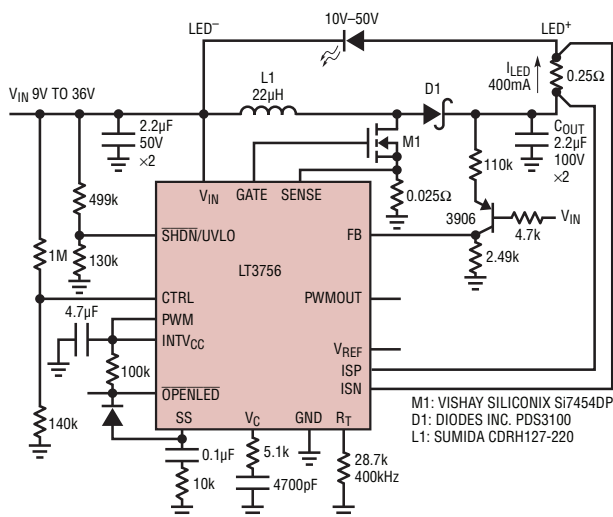 10V–50V
LED⁻
LED⁺
I_LED
400mA
0.25Ω
V_IN 9V TO 36V
L1
22µH
D1
2.2µF
50V
×2
M1
C_OUT
2.2µF
100V
×2
110k
499k
0.025Ω
V_IN
GATE
SENSE
3906
V_IN
4.7k
SHDN/UVLO
FB
2.49k
1M
130k
LT3756
CTRL
PWMOUT
4.7µF
PWM
INTV_CC
V_REF
100k
ISP
ISN
OPENLED
M1: VISHAY SILICONIX Si7454DP
D1: DIODES INC. PDS3100
L1: SUMIDA CDRH127-220
140k
SS
V_C
GND
R_T
0.1µF
5.1k
28.7k
400kHz
10k
4700pF